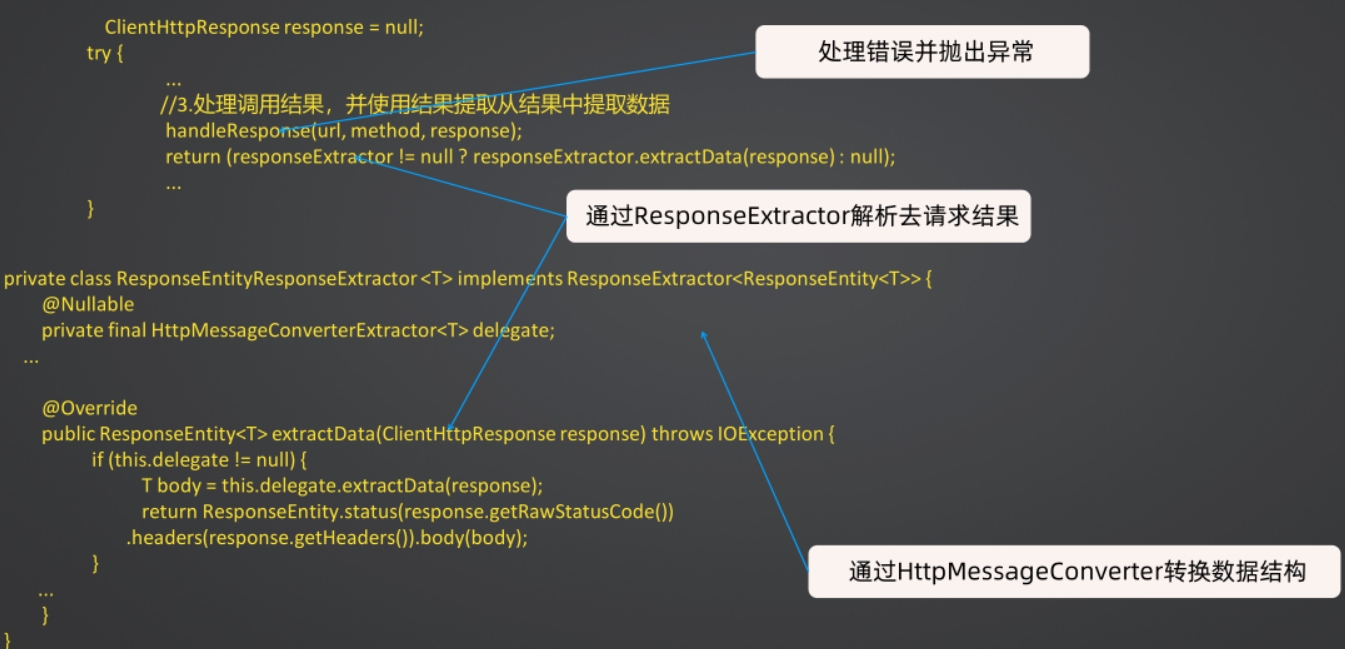 ClientHttpResponse response = null;
try {
处理错误并抛出异常
...
//3.处理调用结果，并使用结果提取从结果中提取数据
handleResponse(url, method, response);
return (responseExtractor != null ? responseExtractor.extractData(response) : null);
...
}
通过ResponseExtractor解析去请求结果
private class ResponseEntityResponseExtractor <T> implements ResponseExtractor<ResponseEntity<T>> {
@Nullable
private final HttpMessageConverterExtractor<T> delegate;
...
@Override
public ResponseEntity<T> extractData(ClientHttpResponse response) throws IOException {
if (this.delegate != null) {
T body = this.delegate.extractData(response);
return ResponseEntity.status(response.getRawStatusCode())
.headers(response.getHeaders()).body(body);
}
通过HttpMessageConverter转换数据结构
...
}
}